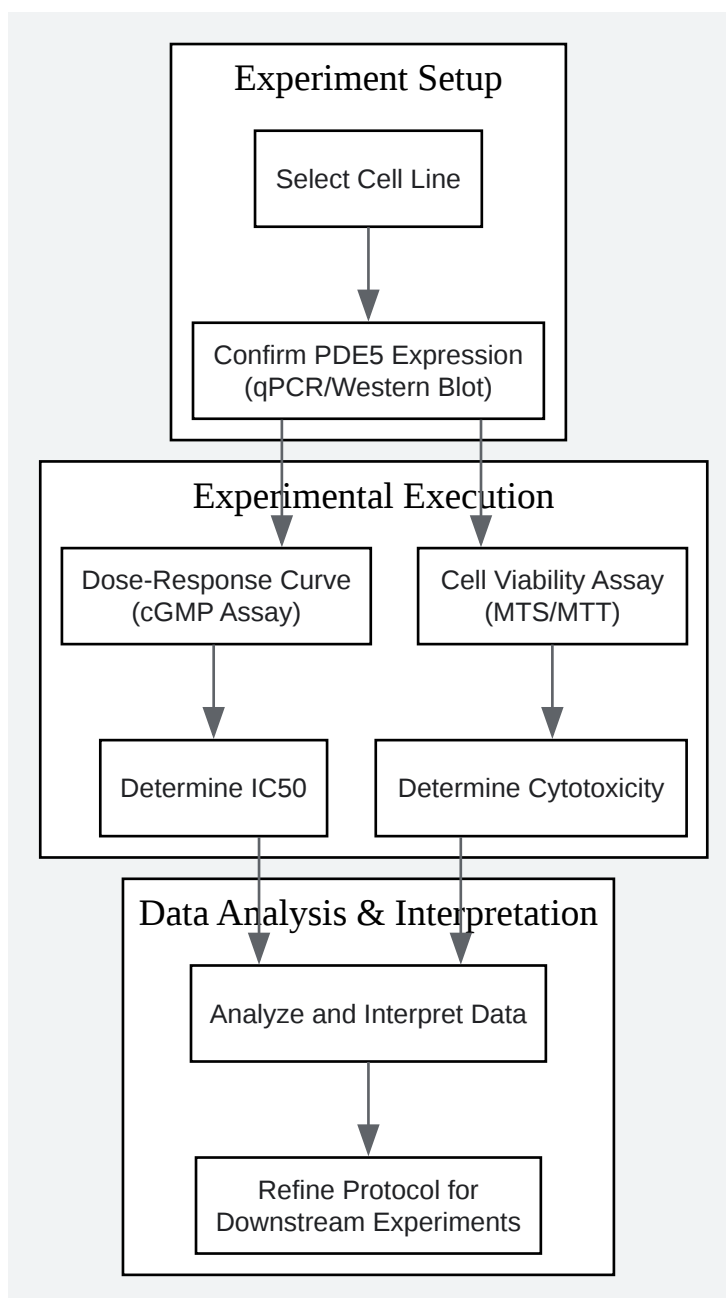 Experiment Setup
Select Cell Line
Confirm PDE5 Expression
(qPCR/Western Blot)
Experimental Execution
Dose-Response Curve
(cGMP Assay)
Cell Viability Assay
(MTS/MTT)
Determine IC50
Determine Cytotoxicity
Data Analysis & Interpretation
Analyze and Interpret Data
Refine Protocol for
Downstream Experiments